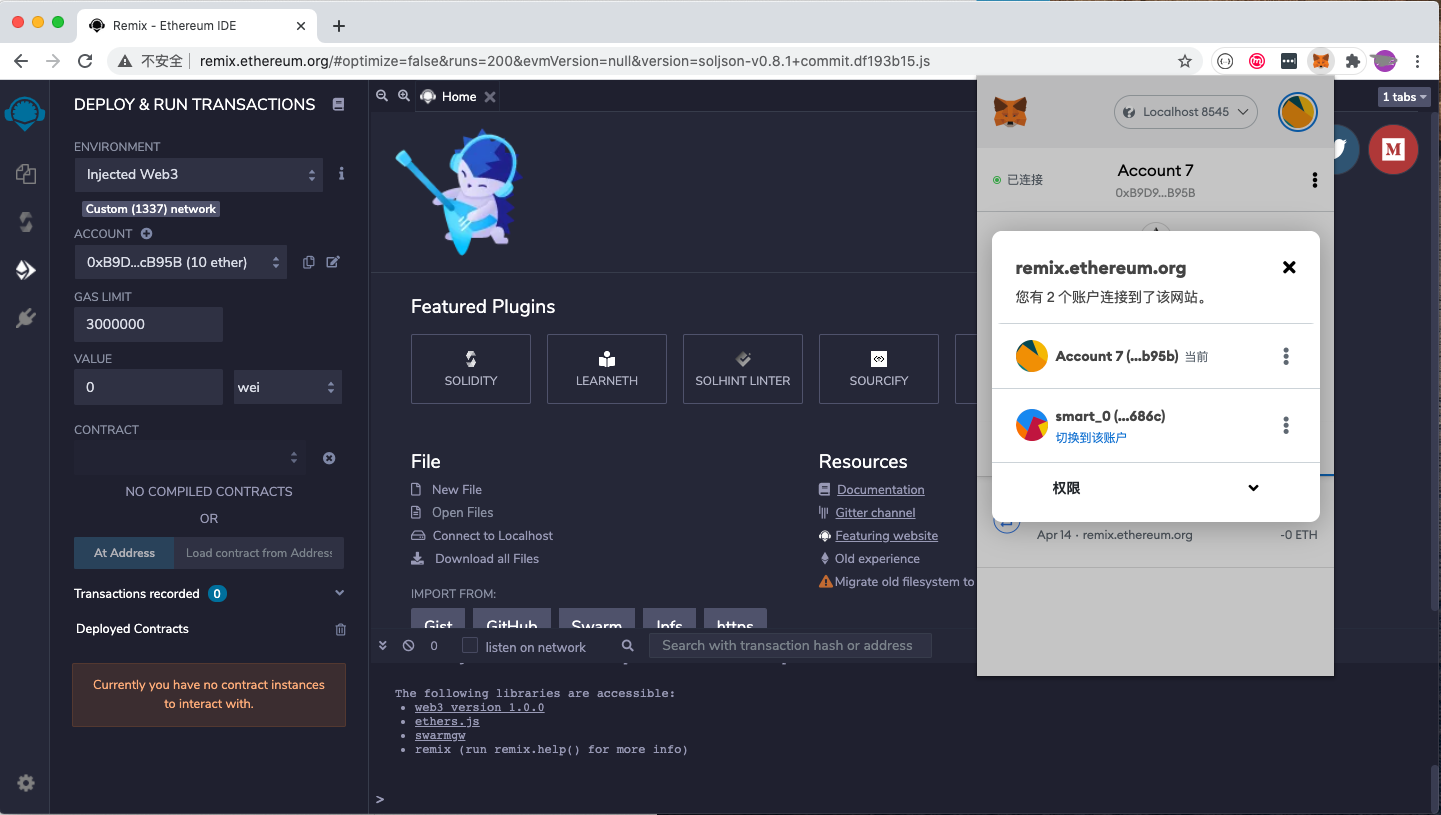 Remix - Ethereum IDE
不安全
remix.ethereum.org/#optimize=false&runs=200&evmVersion=null&version=soljson-v0.8.1+commit.df193b15.js
DEPLOY & RUN TRANSACTIONS
ENVIRONMENT
Injected Web3
Custom (1337) network
ACCOUNT
0xB9D...cB95B (10 ether)
GAS LIMIT
3000000
VALUE
0
wei
CONTRACT
NO COMPILED CONTRACTS
OR
At Address
Load contract from Address
Transactions recorded 0
Deployed Contracts
Currently you have no contract instances
to interact with.
Home
1 tabs
Featured Plugins
SOLIDITY
LEARNETH
SOLHINT LINTER
SOURCIFY
File
New File
Open Files
Connect to Localhost
Download all Files
IMPORT FROM:
Gist
GitHub
Swarm
Ipfs
https
Resources
Documentation
Gitter channel
Featuring website
Old experience
Migrate old filesystem to
0
listen on network
Search with transaction hash or address
The following libraries are accessible:
• web3 version 1.0.0
• ethers.js
• swarmgw
• remix (run remix.help() for more info)
>
Localhost 8545
M
已连接
Account 7
0xB9D9...B95B
remix.ethereum.org
您有 2 个账户连接到了该网站。
Account 7 (...b95b) 当前
smart_0 (...686c)
切换到该账户
权限
Apr 14 · remix.ethereum.org
-0 ETH